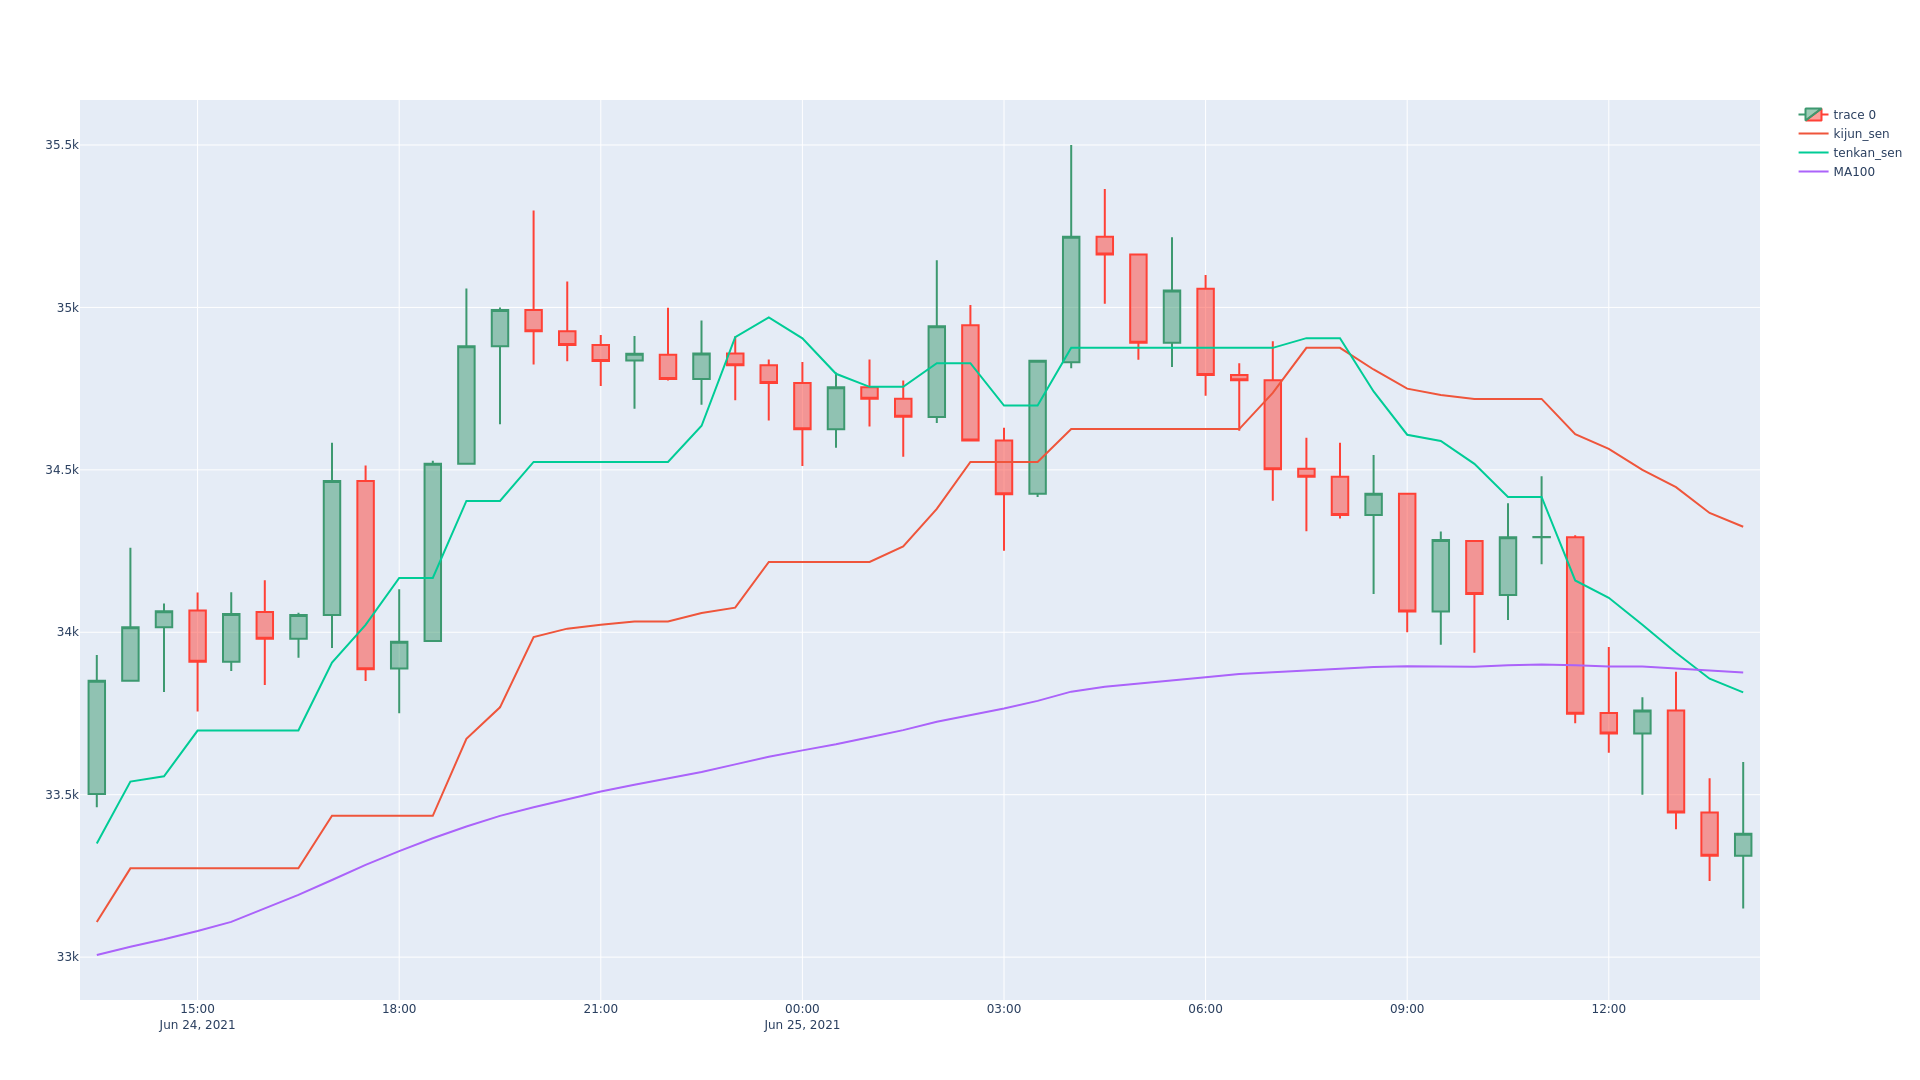 35.5k
35k
34.5k
34k
33.5k
33k
15:00
Jun 24, 2021
18:00
21:00
00:00
Jun 25, 2021
03:00
06:00
09:00
12:00
trace 0
kijun_sen
tenkan_sen
MA100